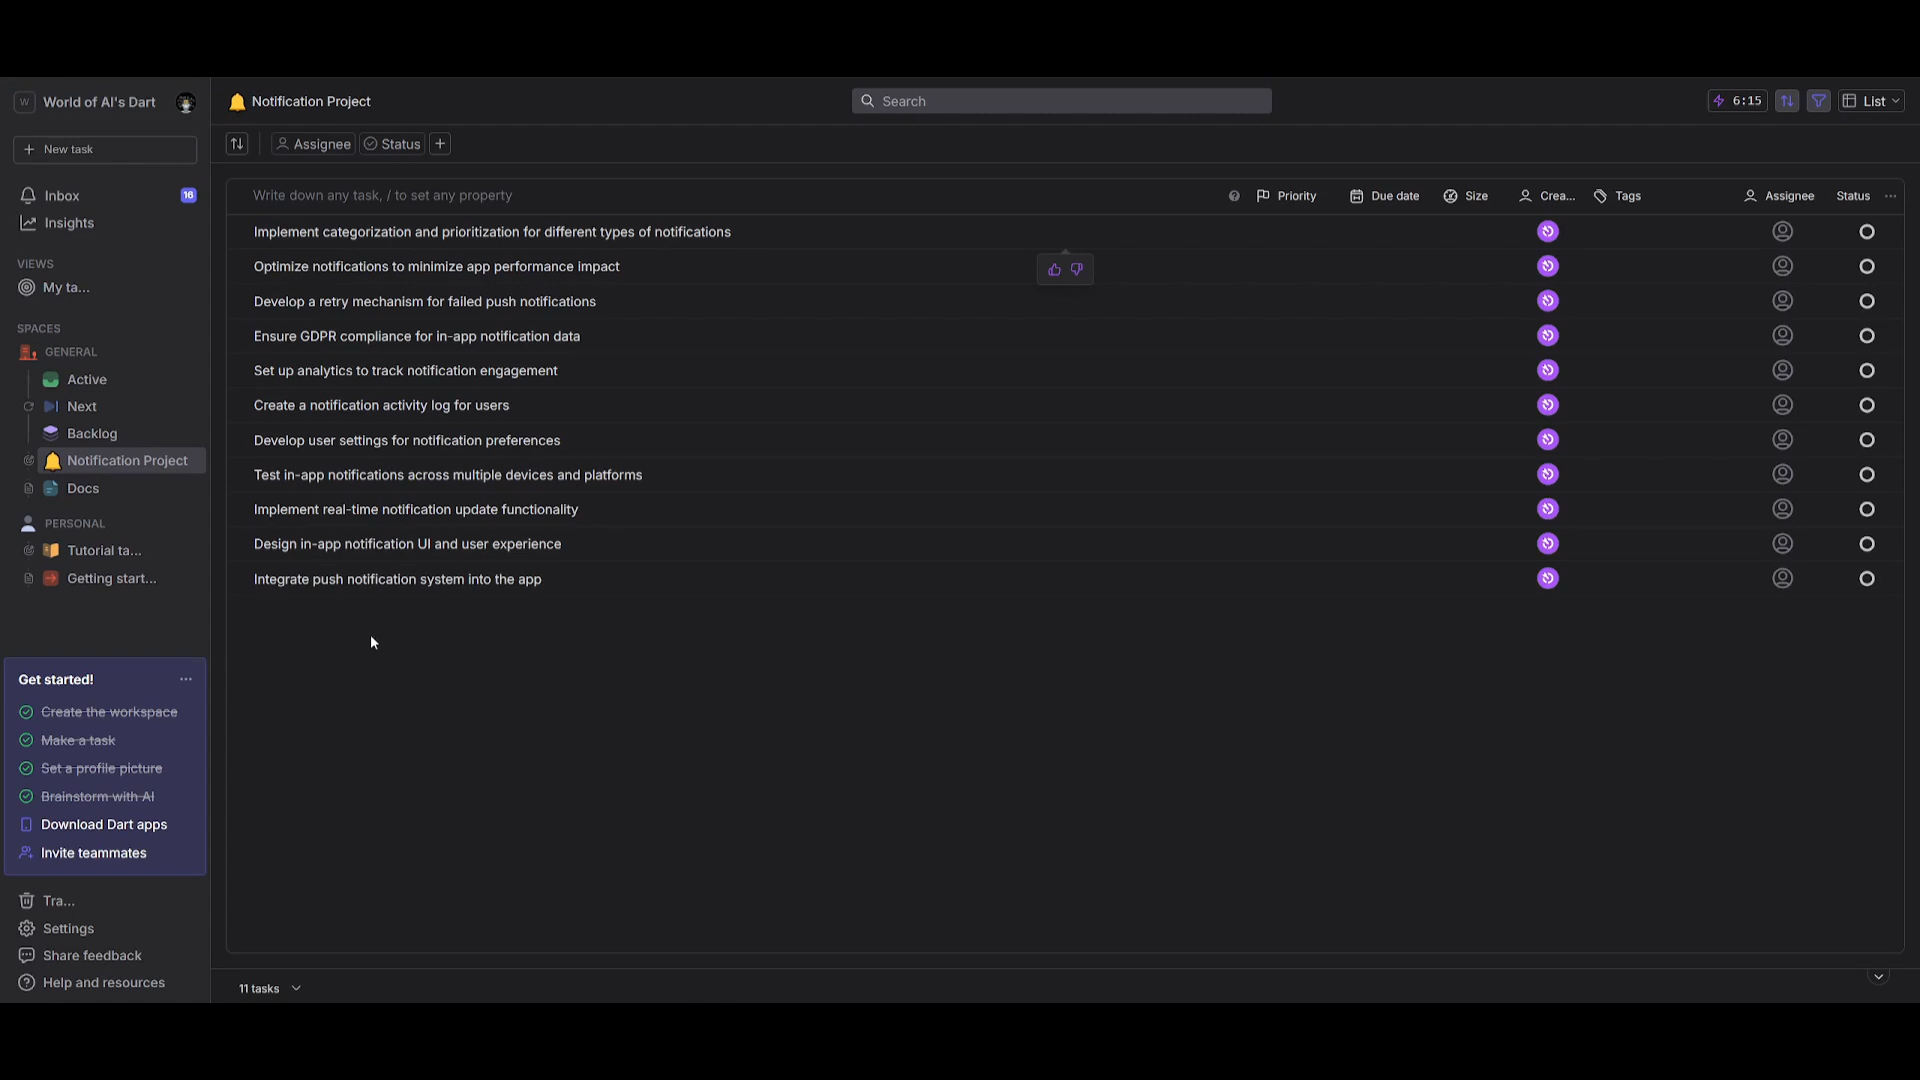 W World of AI's Dart
Notification Project
Search
6:15
List
New task
Assignee
Status
Inbox
16
Insights
Write down any task, / to set any property
Priority
Due date
Size
Crea...
Tags
Assignee
Status
VIEWS
My ta...
SPACES
GENERAL
Active
Next
Backlog
Notification Project
Docs
PERSONAL
Tutorial ta...
Getting start...
Implement categorization and prioritization for different types of notifications
Optimize notifications to minimize app performance impact
Develop a retry mechanism for failed push notifications
Ensure GDPR compliance for in-app notification data
Set up analytics to track notification engagement
Create a notification activity log for users
Develop user settings for notification preferences
Test in-app notifications across multiple devices and platforms
Implement real-time notification update functionality
Design in-app notification UI and user experience
Integrate push notification system into the app
Get started!
Create the workspace
Make a task
Set a profile picture
Brainstorm with AI
Download Dart apps
Invite teammates
Tra...
Settings
Share feedback
Help and resources
11 tasks